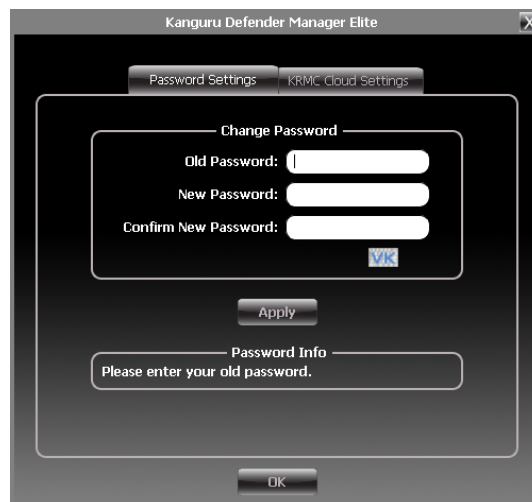 Kanguru Defender Manager Elite
X
Password Settings
KRMC Cloud Settings
Change Password
Old Password:
New Password:
Confirm New Password:
VK
Apply
Password Info
Please enter your old password.
OK